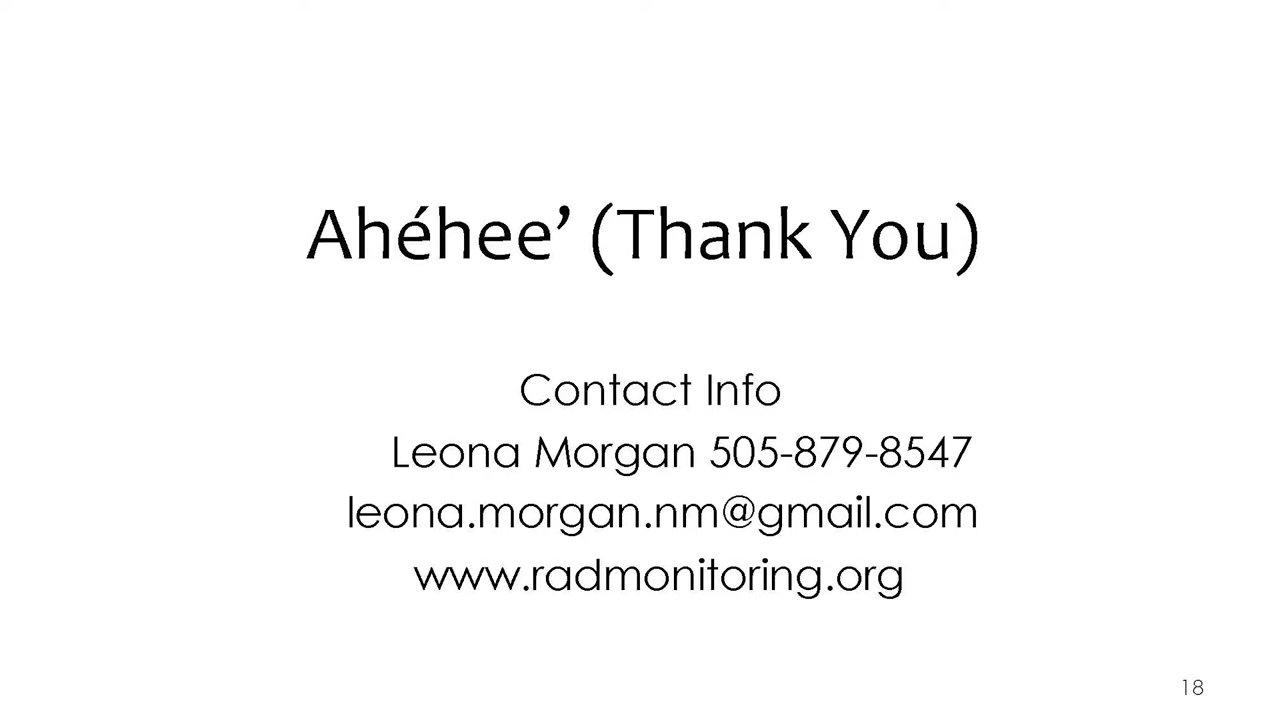 Ahéhee’ (Thank You)
Contact Info
Leona Morgan 505-879-8547
leona.morgan.nm@gmail.com
www.radmonitoring.org
18